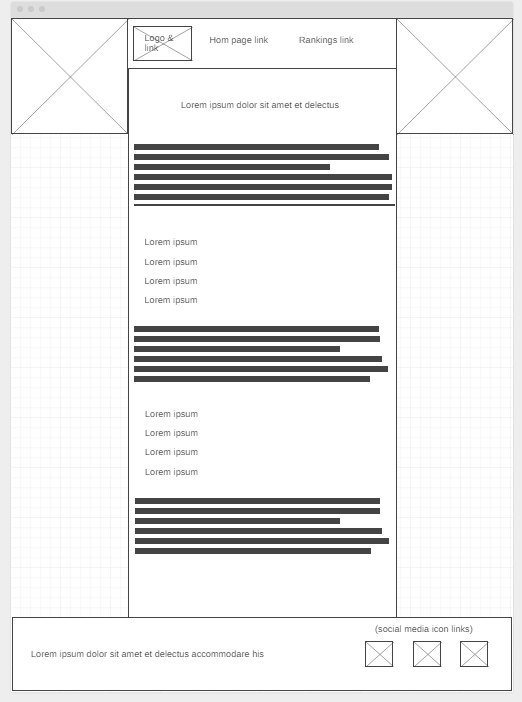 Logo &
link
Hom page link
Rankings link
Lorem ipsum dolor sit amet et delectus
Lorem ipsum
Lorem ipsum
Lorem ipsum
Lorem ipsum
Lorem ipsum
Lorem ipsum
Lorem ipsum
Lorem ipsum
(social media icon links)
Lorem ipsum dolor sit amet et delectus accommodare his